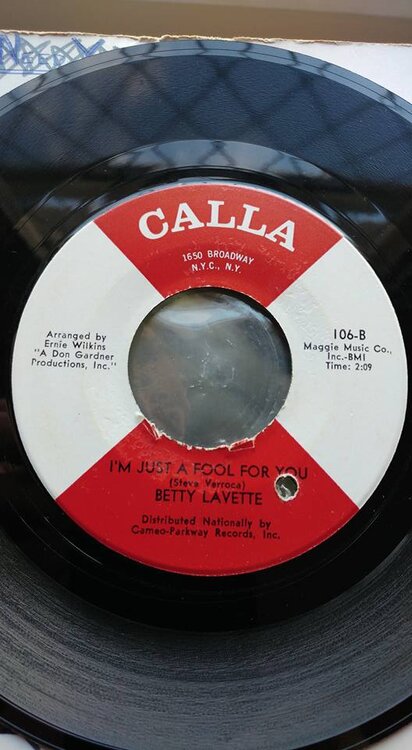 CALLA
1650 BROADWAY
N.Y.C., N.Y.
Arranged by
Ernie Wilkins
"A Don Gardner
Productions, Inc."
106-B
Maggie Music Co.,
Inc.-BMI
Time: 2:09
I'M JUST A FOOL FOR YOU
(Steve Verroca)
BETTY LAVETTE
Distributed Nationally by
Cameo-Parkway Records, Inc.